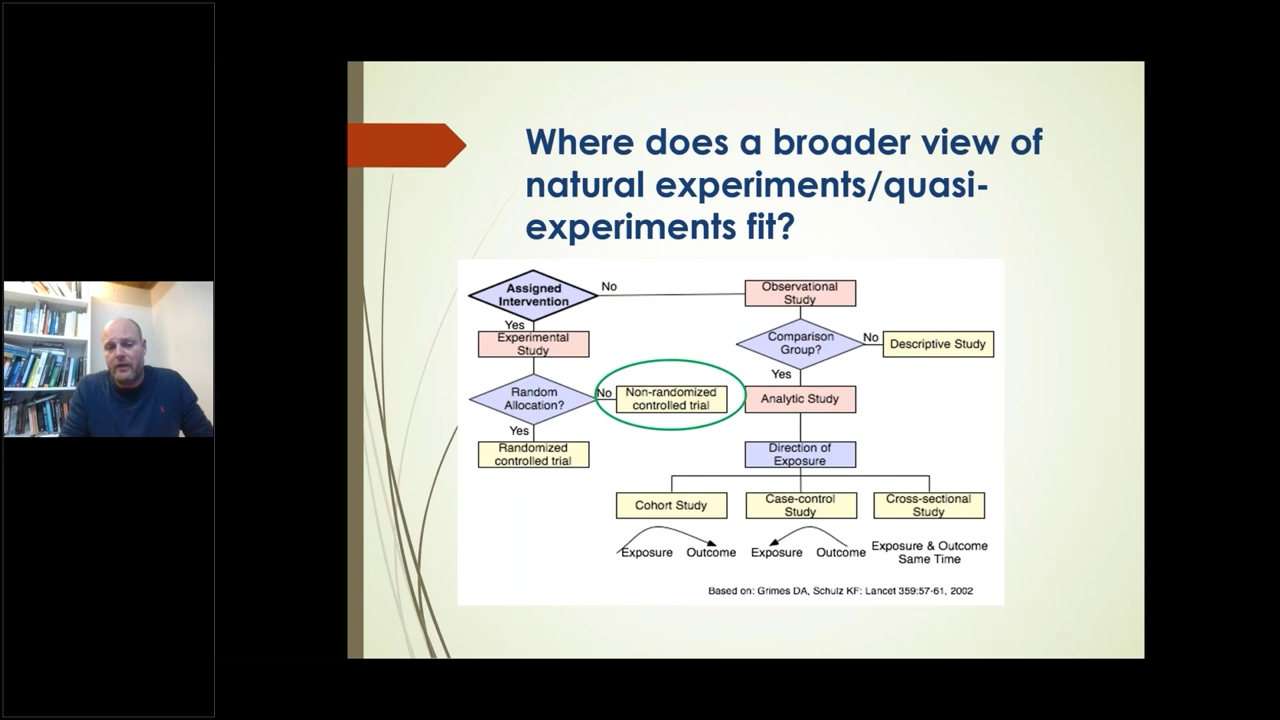 Where does a broader view of
natural experiments/quasi-
experiments fit?
Assigned
Intervention
No
Observational
Study
Yes
Experimental
Study
Comparison
Group?
No
Descriptive Study
Yes
Random
Allocation?
No
Non-randomized
controlled trial
Analytic Study
Yes
Randomized
controlled trial
Direction of
Exposure
Cohort Study
Case-control
Study
Cross-sectional
Study
Exposure
Outcome
Exposure
Outcome
Exposure & Outcome
Same Time
Based on: Grimes DA, Schulz KF: Lancet 359:57-61, 2002